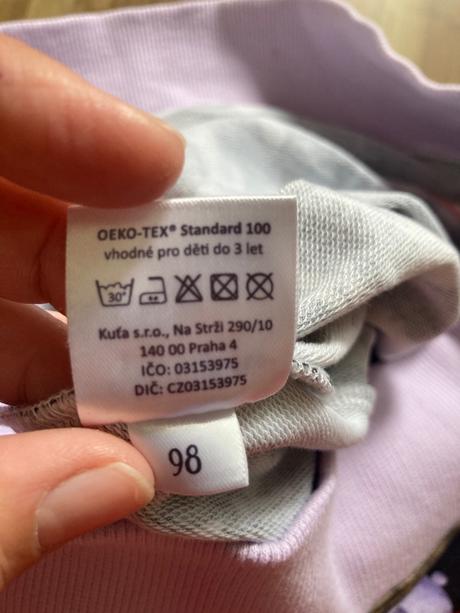 OEKO-TEX® Standard 100
vhodné pro děti do 3 let
30°
Kuťa s.r.o., Na Strži 290/10
140 00 Praha 4
IČO: 03153975
DIČ: CZ03153975
98